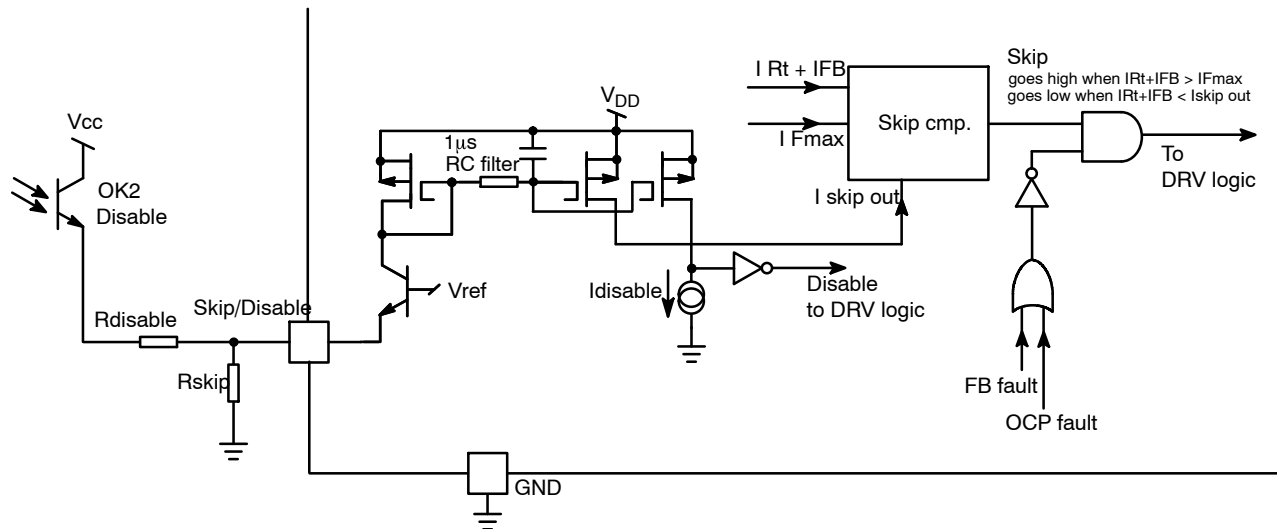 Vcc
OK2
Disable
Rdisable
Rskip
Skip/Disable
1µs
RC filter
VDD
Vref
Idisable
Disable
to DRV logic
I Rt + IFB
I Fmax
Skip cmp.
I skip out
Skip
goes high when IRt+IFB > IFmax
goes low when IRt+IFB < Iskip out
To
DRV logic
FB fault
OCP fault
GND